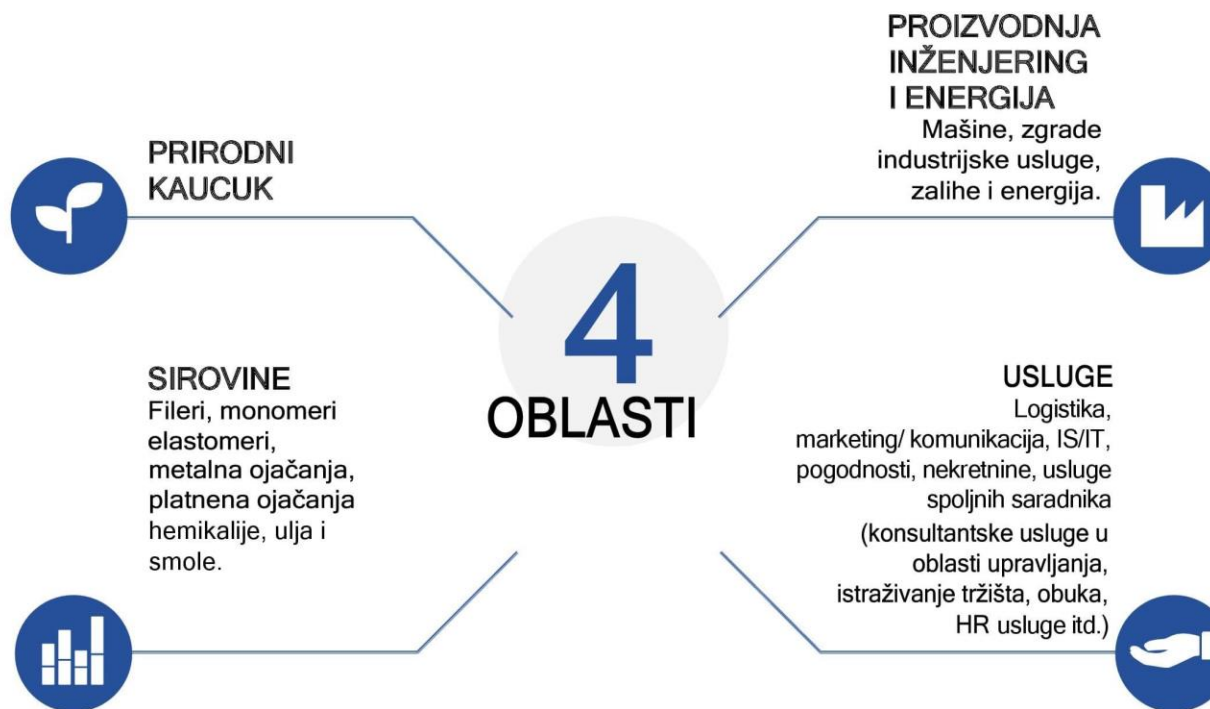 PRIRODNI
KAUCUK
PROIZVODNJA
INŽENJERING
I ENERGIJA
Mašine, zgrade
industrijske usluge,
zalihe i energija.
4
OBLASTI
SIROVINE
Fileri, monomeri
elastomeri,
metalna ojačanja,
platnena ojačanja
hemikalije, ulja i
smole.
USLUGE
Logistika,
marketing/ komunikacija, IS/IT,
pogodnosti, nekretnine, usluge
spoljnih saradnika
(konsultantske usluge u
oblasti upravljanja,
istraživanje tržišta, obuka,
HR usluge itd.)